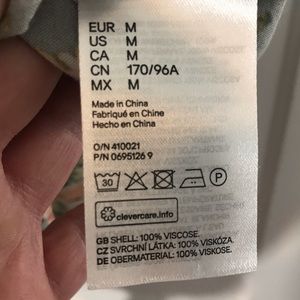 EUR M
US M
CA M
CN 170/96A
MX M
Made in China
Fabriqué en Chine
Hecho en China
O/N 410021
P/N 0695126 9
30 P
clevercare.info
GB SHELL: 100% VISCOSE.
CZ SVRCHNÍ LÁTKA: 100% VISKÓZA.
DE OBERMATERIAL: 100% VISKOSE.